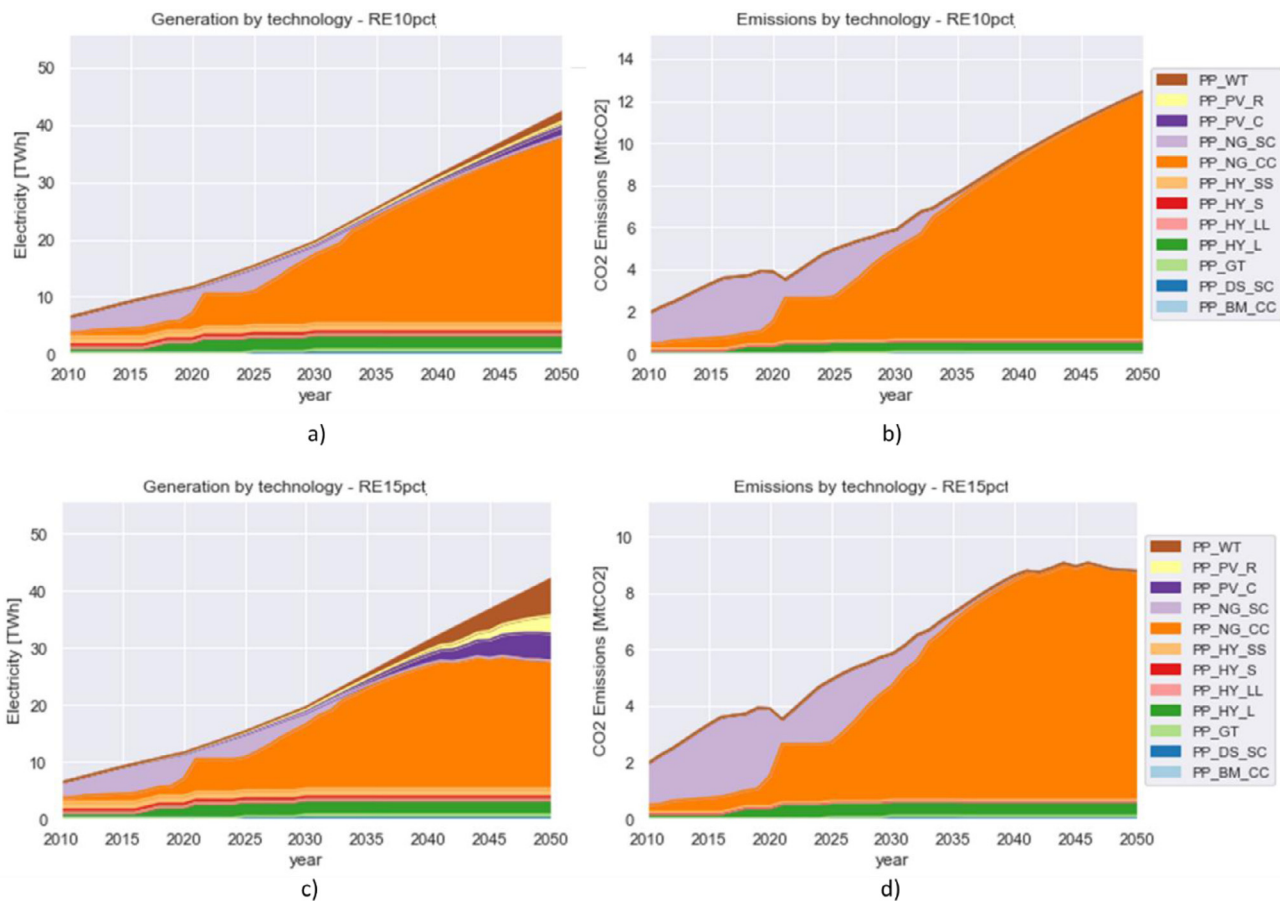 Generation by technology - RE10pct
Electricity [TWh]
50
40
30
20
10
0
2010 2015 2020 2025 2030 2035 2040 2045 2050
year
a)
Emissions by technology - RE10pct
CO2 Emissions [MtCO2]
14
12
10
8
6
4
2
0
2010 2015 2020 2025 2030 2035 2040 2045 2050
year
b)
PP_WT
PP_PV_R
PP_PV_C
PP_NG_SC
PP_NG_CC
PP_HY_SS
PP_HY_S
PP_HY_LL
PP_HY_L
PP_GT
PP_DS_SC
PP_BM_CC
Generation by technology - RE15pct
Electricity [TWh]
50
40
30
20
10
0
2010 2015 2020 2025 2030 2035 2040 2045 2050
year
c)
Emissions by technology - RE15pct
CO2 Emissions [MtCO2]
10
8
6
4
2
0
2010 2015 2020 2025 2030 2035 2040 2045 2050
year
d)
PP_WT
PP_PV_R
PP_PV_C
PP_NG_SC
PP_NG_CC
PP_HY_SS
PP_HY_S
PP_HY_LL
PP_HY_L
PP_GT
PP_DS_SC
PP_BM_CC